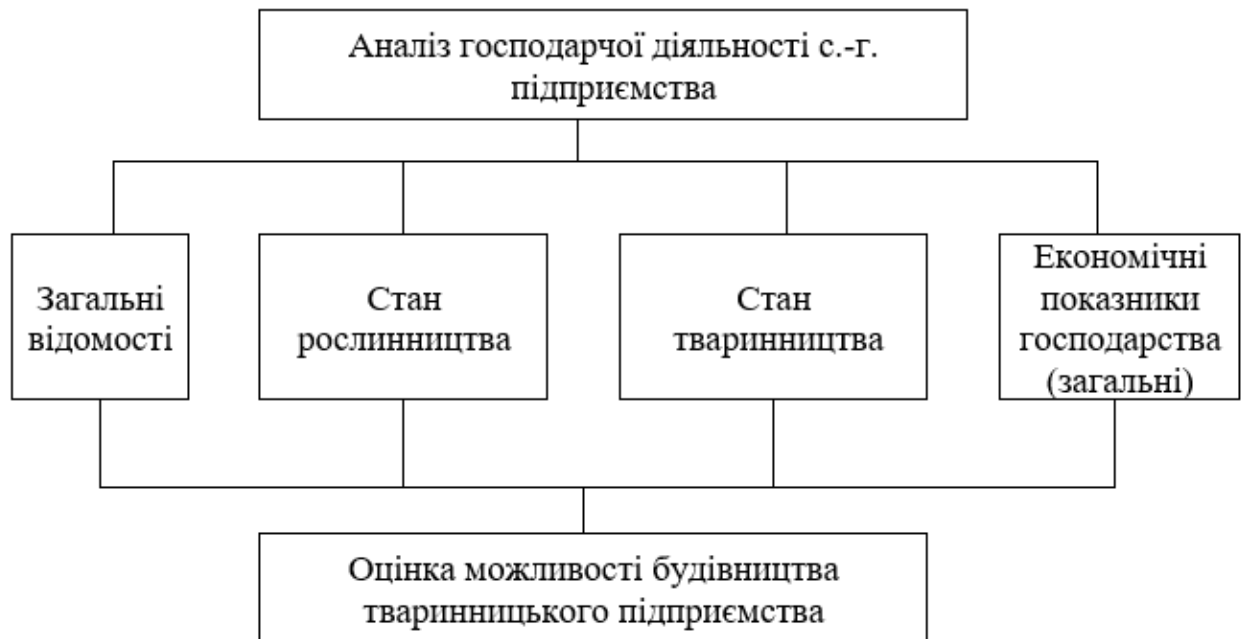 Аналіз господарчої діяльності с.-г.
підприємства
Загальні
відомості
Стан
рослинництва
Стан
тваринництва
Економічні
показники
господарства
(загальні)
Оцінка можливості будівництва
тваринницького підприємства